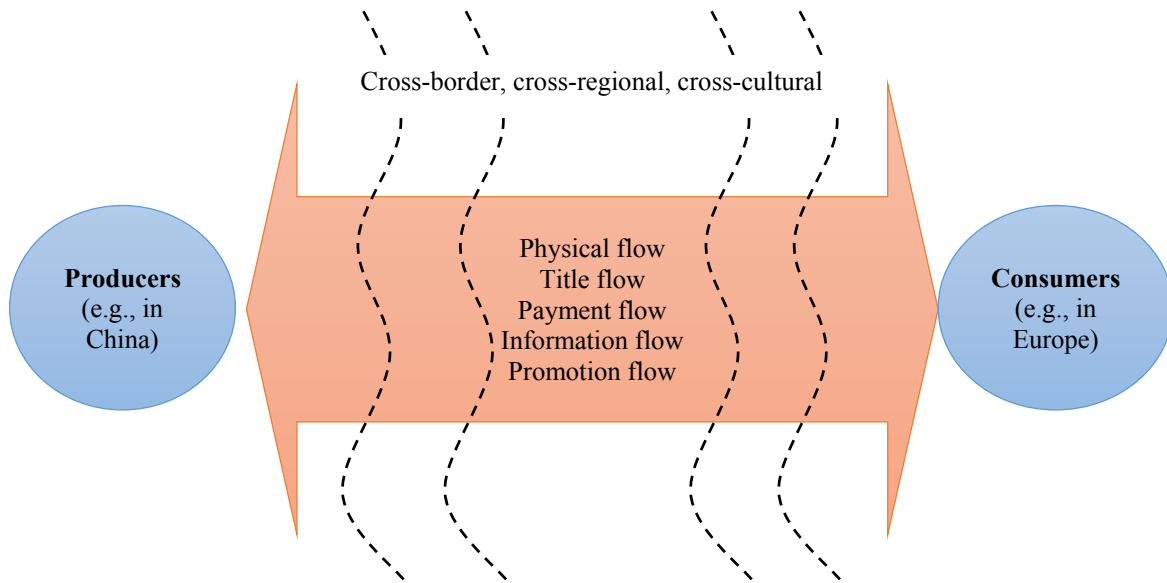 Cross-border, cross-regional, cross-cultural
Producers
(e.g., in
China)
Physical flow
Title flow
Payment flow
Information flow
Promotion flow
Consumers
(e.g., in
Europe)